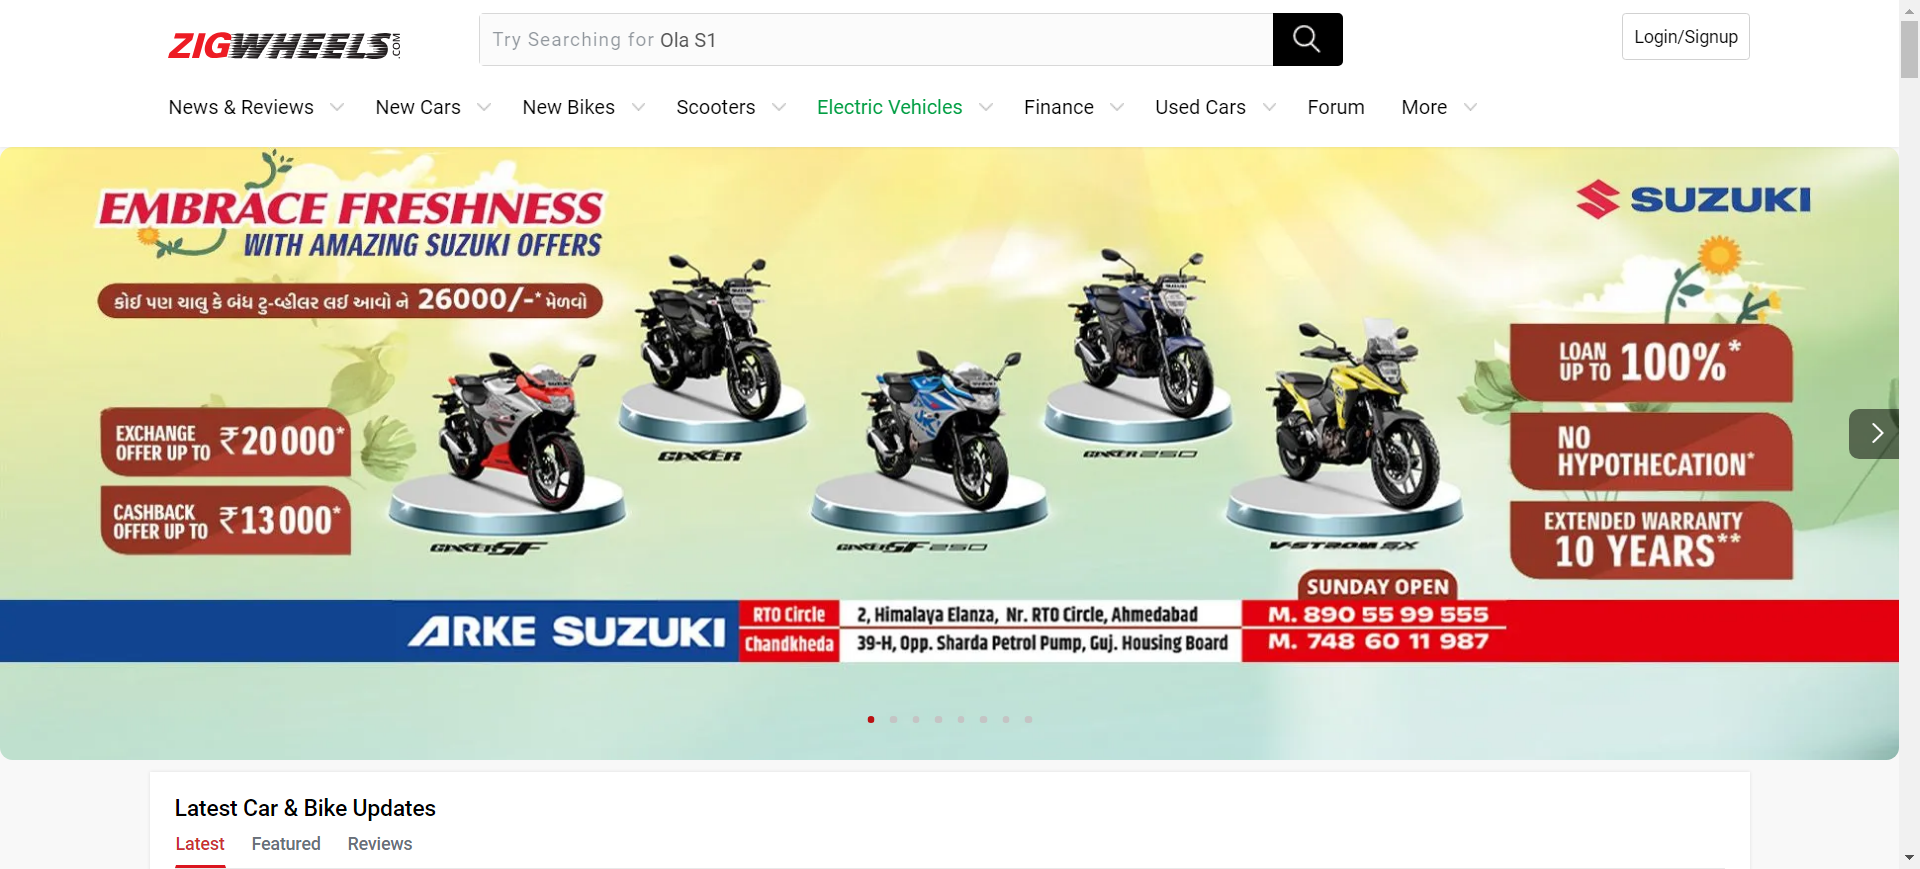 ZIGWHEELS.COM
Try Searching for Ola S1
Login/Signup
News & Reviews
New Cars
New Bikes
Scooters
Electric Vehicles
Finance
Used Cars
Forum
More
EMBRACE FRESHNESS
WITH AMAZING SUZUKI OFFERS
કોઈ પણ ચાલુ કે બંધ ટુ-વ્હીલર લઈ આવો ને 26000/-* મેળવો
SUZUKI
EXCHANGE
OFFER UP TO ₹20000*
CASHBACK
OFFER UP TO ₹13000*
GIXXER SF
GIXXER
GIXXER SF 250
GIXXER 250
V-STROM SX
LOAN
UP TO 100%*
NO
HYPOTHECATION*
EXTENDED WARRANTY
10 YEARS**
SUNDAY OPEN
ARKE SUZUKI
RTO Circle 2, Himalaya Elanza, Nr. RTO Circle, Ahmedabad M. 890 55 99 555
Chandkheda 39-H, Opp. Sharda Petrol Pump, Guj. Housing Board M. 748 60 11 987
Latest Car & Bike Updates
Latest
Featured
Reviews